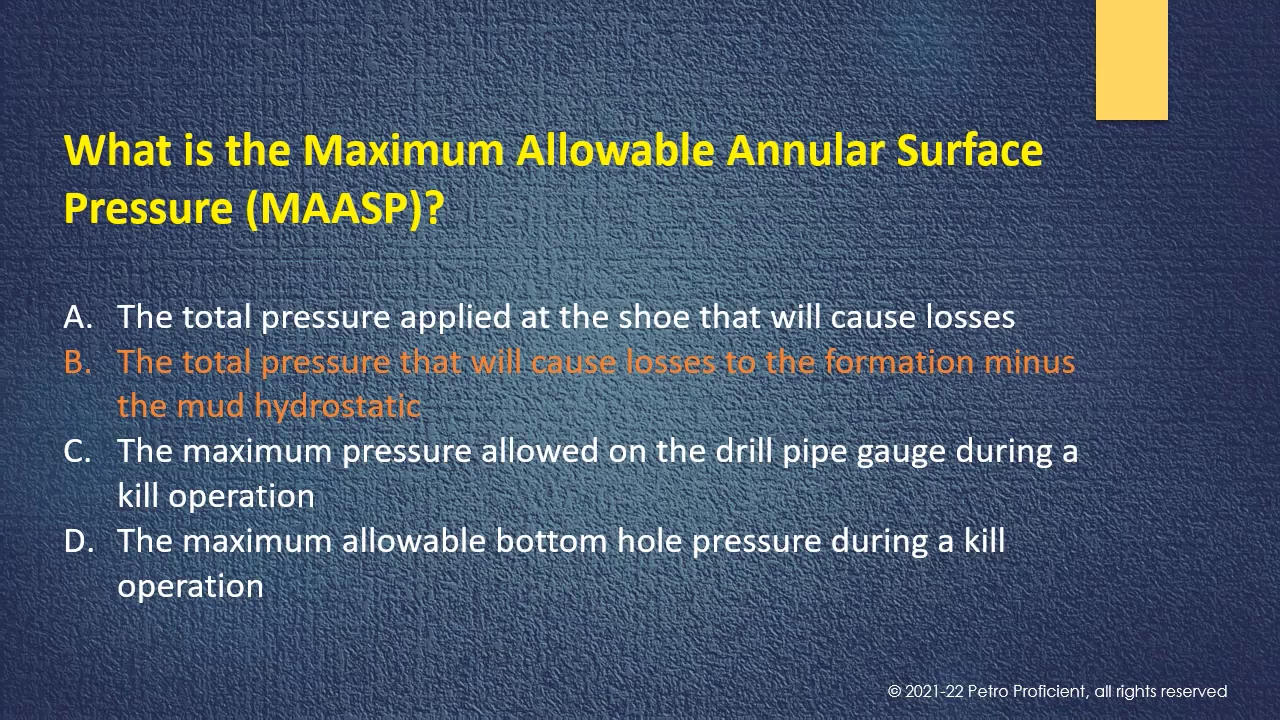 What is the Maximum Allowable Annular Surface
Pressure (MAASP)?
A. The total pressure applied at the shoe that will cause losses
B. The total pressure that will cause losses to the formation minus
the mud hydrostatic
C. The maximum pressure allowed on the drill pipe gauge during a
kill operation
D. The maximum allowable bottom hole pressure during a kill
operation
© 2021-22 Petro Proficient, all rights reserved